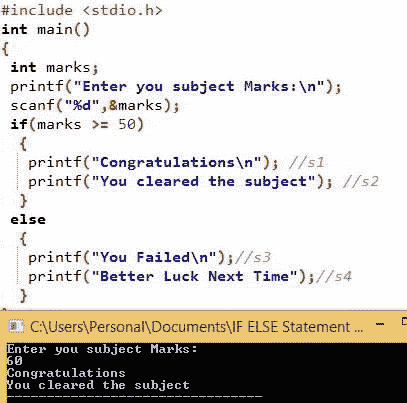 #include <stdio.h>
int main()
{
int marks;
printf("Enter you subject Marks:\n");
scanf("%d",&marks);
if(marks >= 50)
{
printf("Congratulations\n"); //s1
printf("You cleared the subject"); //s2
}
else
{
printf("You Failed\n");//s3
printf("Better Luck Next Time");//s4
}
C:\Users\Personal\Documents\IF ELSE Statement ...
Enter you subject Marks:
60
Congratulations
You cleared the subject
--------------------------------